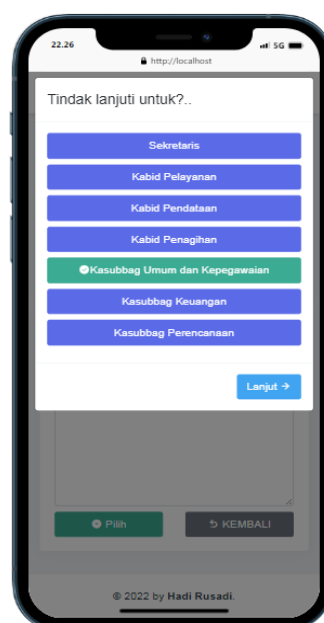 22.26
5G
http://localhost
Tindak lanjuti untuk?..
Sekretaris
Kabid Pelayanan
Kabid Pendataan
Kabid Penagihan
Kasubbag Umum dan Kepegawaian
Kasubbag Keuangan
Kasubbag Perencanaan
Lanjut →
Pilih
KEMBALI
© 2022 by Hadi Rusadi.